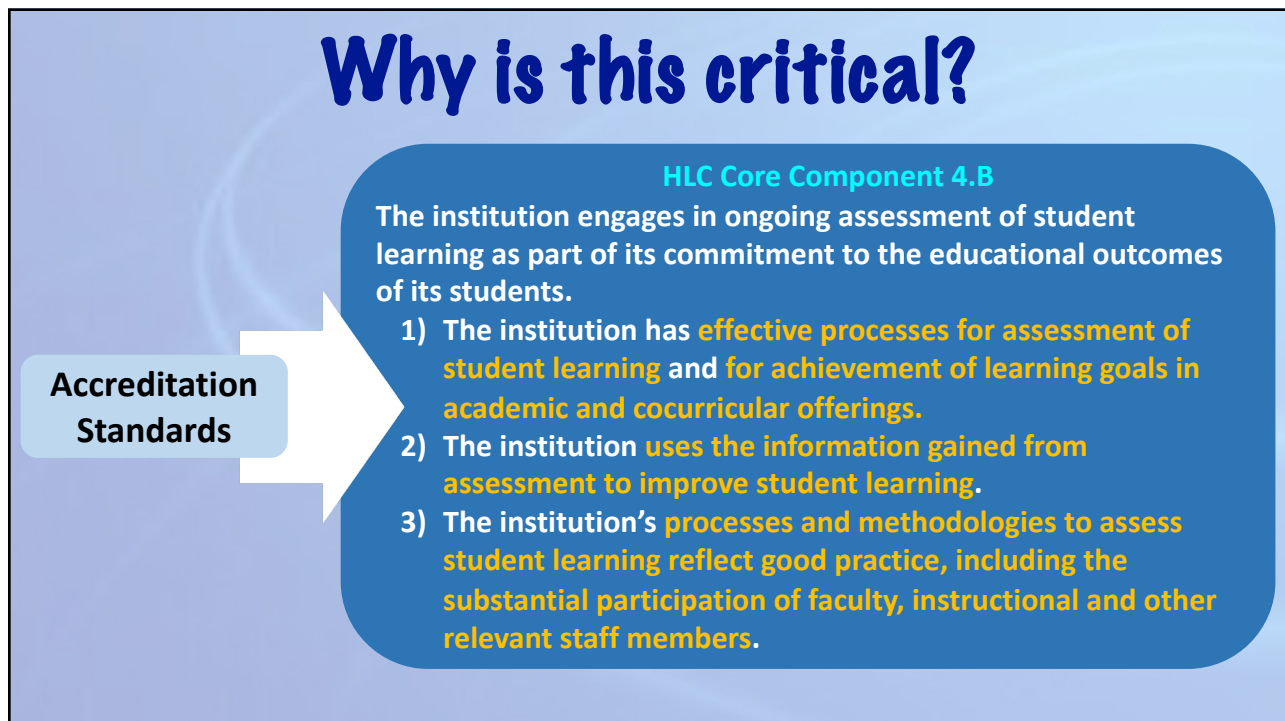 Why is this critical?
Accreditation
Standards
HLC Core Component 4.B
The institution engages in ongoing assessment of student
learning as part of its commitment to the educational outcomes
of its students.
1) The institution has effective processes for assessment of
student learning and for achievement of learning goals in
academic and cocurricular offerings.
2) The institution uses the information gained from
assessment to improve student learning.
3) The institution’s processes and methodologies to assess
student learning reflect good practice, including the
substantial participation of faculty, instructional and other
relevant staff members.